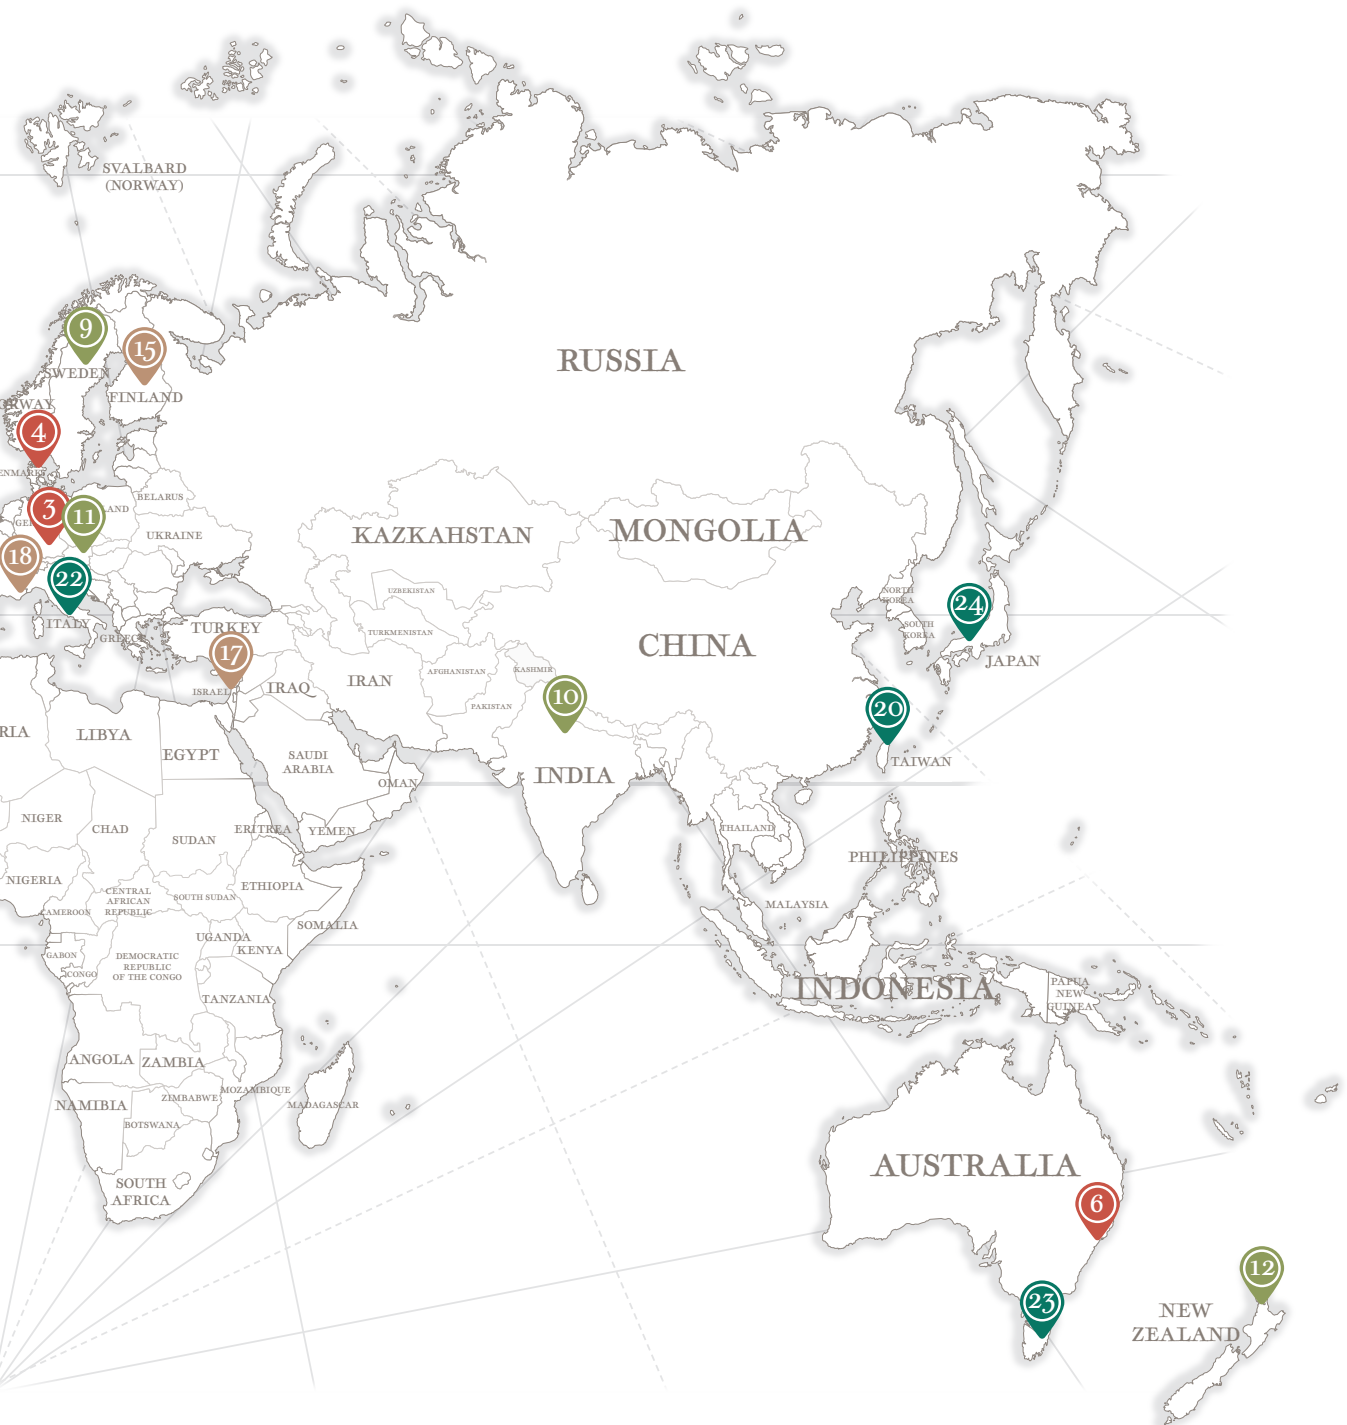 SVALBARD
(NORWAY)
9
15
SWEDEN
RUSSIA
FINLAND
ORWAY
4
ENMARK
BELARUS
3
11
LAND
GE
UKRAINE
KAZKAHSTAN
MONGOLIA
18
22
UZBEKISTAN
NORTH
KOREA
24
ITALY
TURKEY
TURKMENISTAN
SOUTH
KOREA
GREECE
CHINA
17
JAPAN
AFGHANISTAN
KASHMIR
IRAN
IRAQ
ISRAEL
10
PAKISTAN
20
RIA
LIBYA
EGYPT
SAUDI
ARABIA
TAIWAN
INDIA
OMAN
NIGER
CHAD
SUDAN
ERITREA
YEMEN
THAILAND
PHILIPPINES
NIGERIA
ETHIOPIA
CENTRAL
AFRICAN
REPUBLIC
SOUTH SUDAN
CAMEROON
MALAYSIA
SOMALIA
UGANDA
KENYA
GABON
DEMOCRATIC
REPUBLIC
OF THE CONGO
CONGO
INDONESIA
PAPUA
NEW
GUINEA
TANZANIA
ANGOLA
ZAMBIA
MOZAMBIQUE
ZIMBABWE
NAMIBIA
MADAGASCAR
BOTSWANA
AUSTRALIA
SOUTH
AFRICA
6
12
23
NEW
ZEALAND